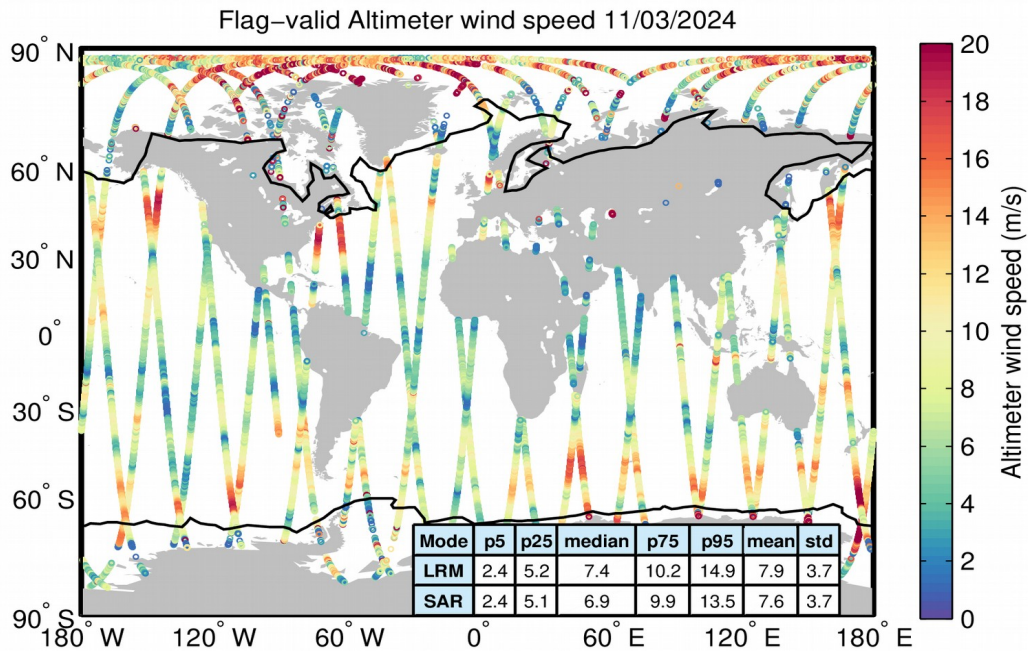 Flag−valid Altimeter wind speed 11/03/2024
90° N
60° N
30° N
0°
30° S
60° S
90° S
180° W
120° W
60° W
0°
60° E
120° E
180° E
20
18
16
14
12
10
8
6
4
2
0
Altimeter wind speed (m/s)
Mode p5 p25 median p75 p95 mean std
LRM 2.4 5.2 7.4 10.2 14.9 7.9 3.7
SAR 2.4 5.1 6.9 9.9 13.5 7.6 3.7